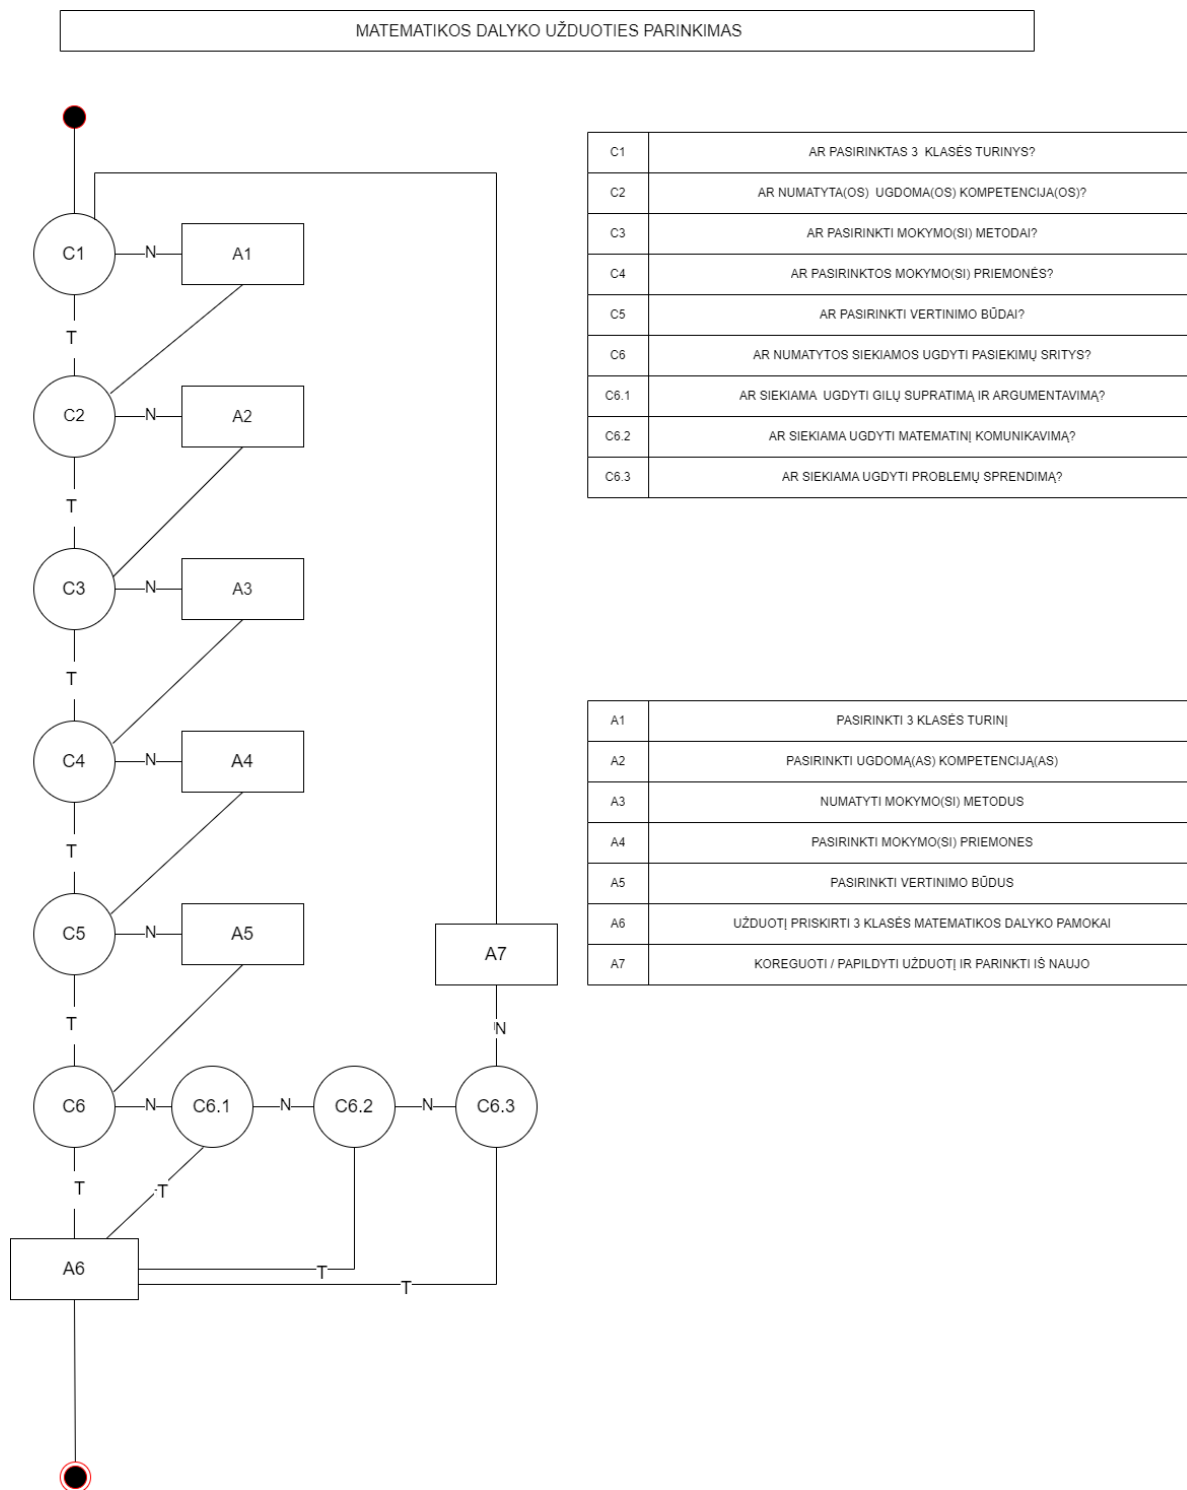 MATEMATIKOS DALYKO UŽDUOTIES PARINKIMAS
C1 AR PASIRINKTAS 3 KLASĖS TURINYS?
C2 AR NUMATYTA(OS) UGDOMA(OS) KOMPETENCIJA(OS)?
C3 AR PASIRINKTI MOKYMO(SI) METODAI?
C4 AR PASIRINKTOS MOKYMO(SI) PRIEMONĖS?
C5 AR PASIRINKTI VERTINIMO BŪDAI?
C6 AR NUMATYTOS SIEKIAMOS UGDYTI PASIEKIMŲ SRITYS?
C6.1 AR SIEKIAMA UGDYTI GILŲ SUPRATIMĄ IR ARGUMENTAVIMĄ?
C6.2 AR SIEKIAMA UGDYTI MATEMATINĮ KOMUNIKAVIMĄ?
C6.3 AR SIEKIAMA UGDYTI PROBLEMŲ SPRENDIMĄ?
C1 N A1
T
C2 N A2
T
C3 N A3
T
C4 N A4
T
C5 N A5
A7
T
N
C6 N C6.1 N C6.2 N C6.3
T T
A6
T
T
A1 PASIRINKTI 3 KLASĖS TURINĮ
A2 PASIRINKTI UGDOMĄ(AS) KOMPETENCIJĄ(AS)
A3 NUMATYTI MOKYMO(SI) METODUS
A4 PASIRINKTI MOKYMO(SI) PRIEMONES
A5 PASIRINKTI VERTINIMO BŪDUS
A6 UŽDUOTĮ PRISKIRTI 3 KLASĖS MATEMATIKOS DALYKO PAMOKAI
A7 KOREGUOTI / PAPILDYTI UŽDUOTĮ IR PARINKTI IŠ NAUJO